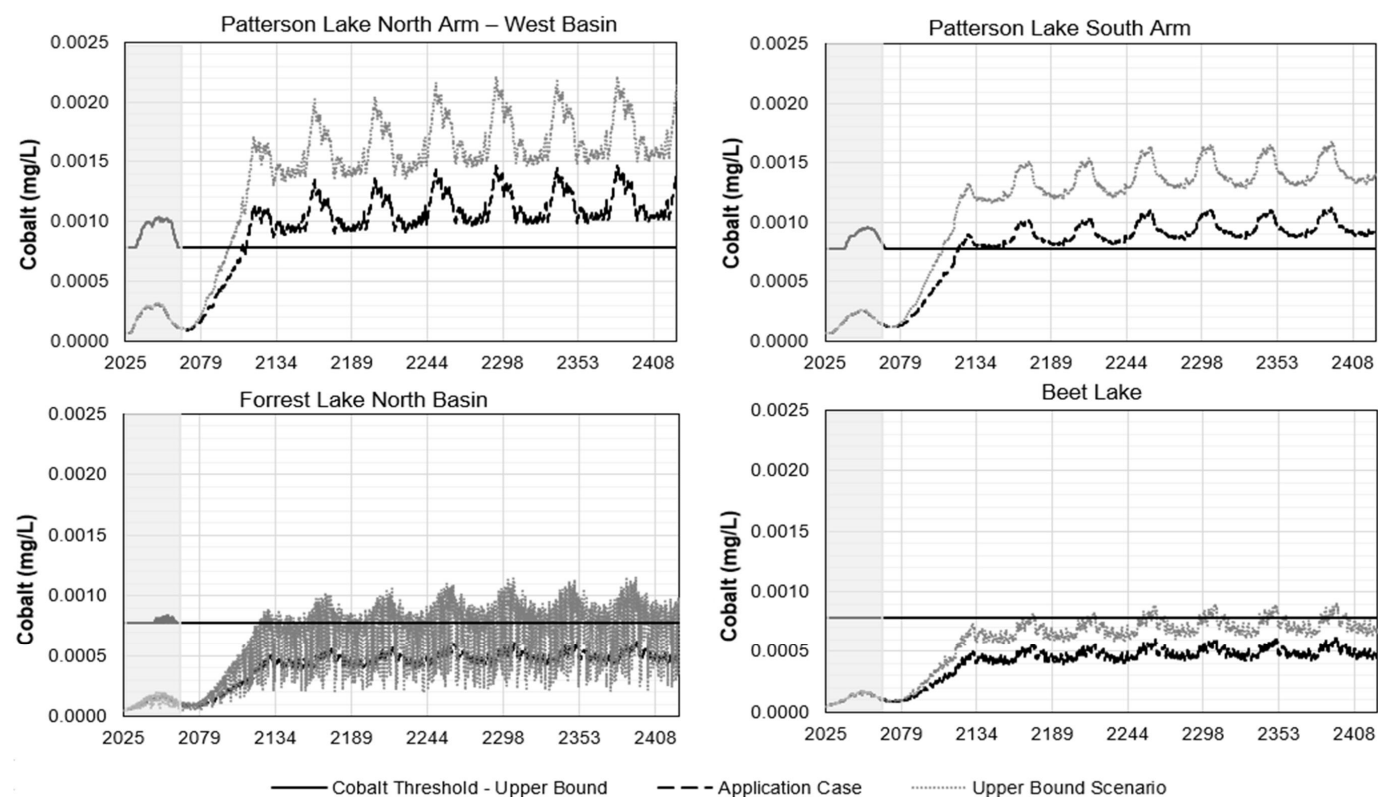 Patterson Lake North Arm – West Basin
Cobalt (mg/L)
0.0025
0.0020
0.0015
0.0010
0.0005
0.0000
2025 2079 2134 2189 2244 2298 2353 2408
Patterson Lake South Arm
Cobalt (mg/L)
0.0025
0.0020
0.0015
0.0010
0.0005
0.0000
2025 2079 2134 2189 2244 2298 2353 2408
Forrest Lake North Basin
Cobalt (mg/L)
0.0025
0.0020
0.0015
0.0010
0.0005
0.0000
2025 2079 2134 2189 2244 2298 2353 2408
Beet Lake
Cobalt (mg/L)
0.0025
0.0020
0.0015
0.0010
0.0005
0.0000
2025 2079 2134 2189 2244 2298 2353 2408
Cobalt Threshold - Upper Bound Application Case Upper Bound Scenario